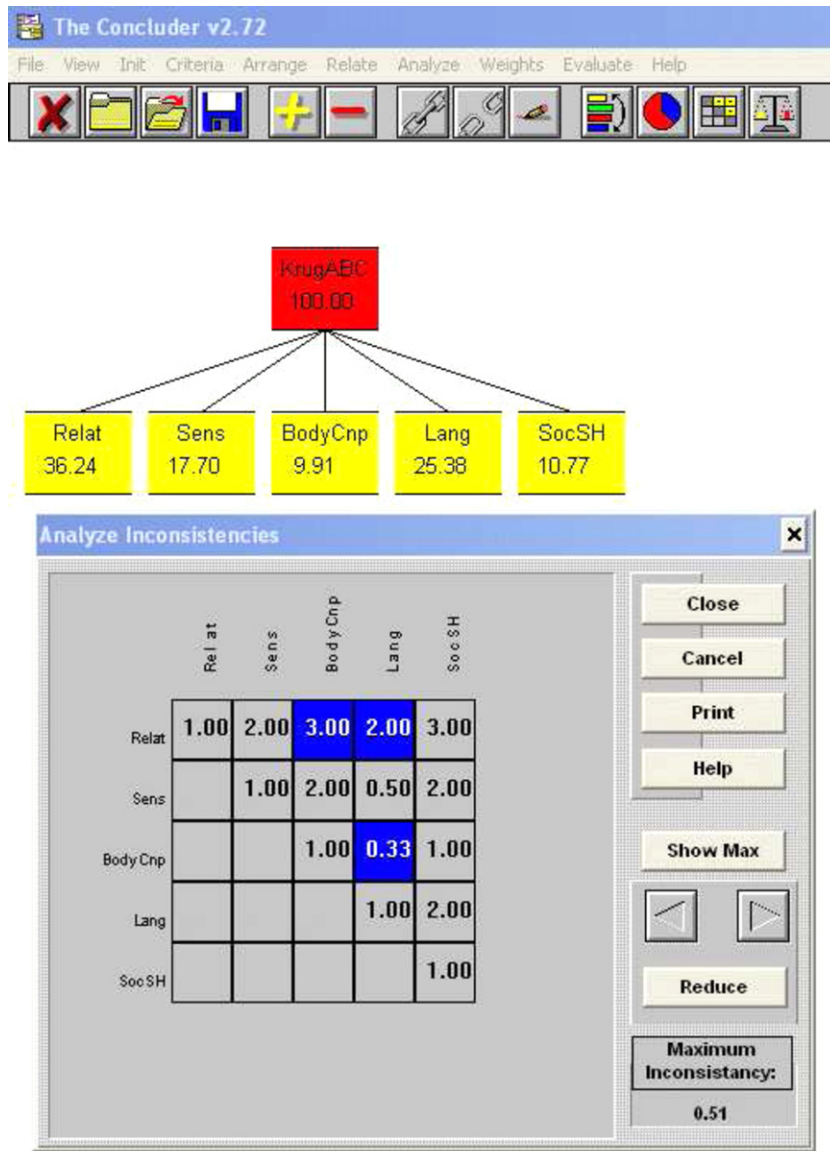 The Concluder v2.72
File View Init Criteria Arrange Relate Analyze Weights Evaluate Help
KrugABC
100.00
Relat Sens BodyCnp Lang SocSH
36.24 17.70 9.91 25.38 10.77
Analyze Inconsistencies
Relat Sens BodyCnp Lang SocSH
Relat 1.00 2.00 3.00 2.00 3.00
Sens 1.00 2.00 0.50 2.00
BodyCnp 1.00 0.33 1.00
Lang 1.00 2.00
SocSH 1.00
Close
Cancel
Print
Help
Show Max
Reduce
Maximum
Inconsistancy:
0.51